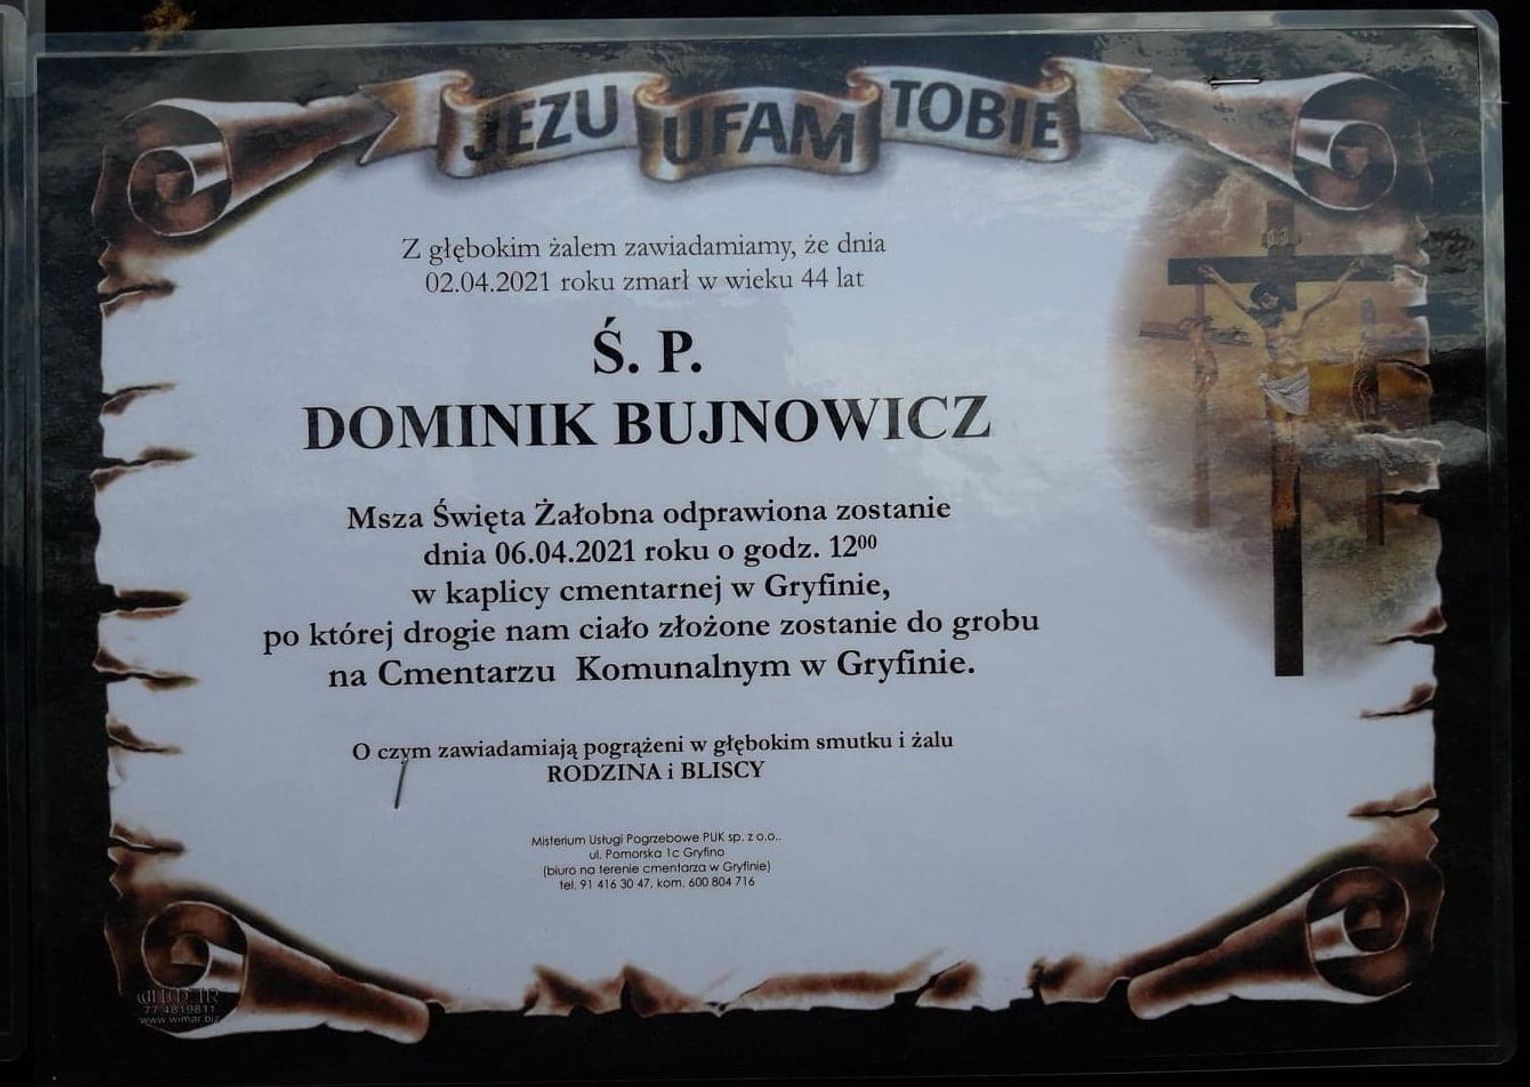 JEZU UFAM TOBIE
Z głębokim żalem zawiadamiamy, że dnia
02.04.2021 roku zmarł w wieku 44 lat
Ś. P.
DOMINIK BUJNOWICZ
Msza Święta Żałobna odprawiona zostanie
dnia 06.04.2021 roku o godz. 12⁰⁰
w kaplicy cmentarnej w Gryfinie,
po której drogie nam ciało złożone zostanie do grobu
na Cmentarzu Komunalnym w Gryfinie.
O czym zawiadamiają pogrążeni w głębokim smutku i żalu
RODZINA i BLISCY
Misterium Usługi Pogrzebowe PUK sp. z o.o..
ul. Pomorska 1c Gryfino
(biuro na terenie cmentarza w Gryfinie)
tel. 91 416 30 47, kom. 600 804 716
77 4819811
www.wimar.biz